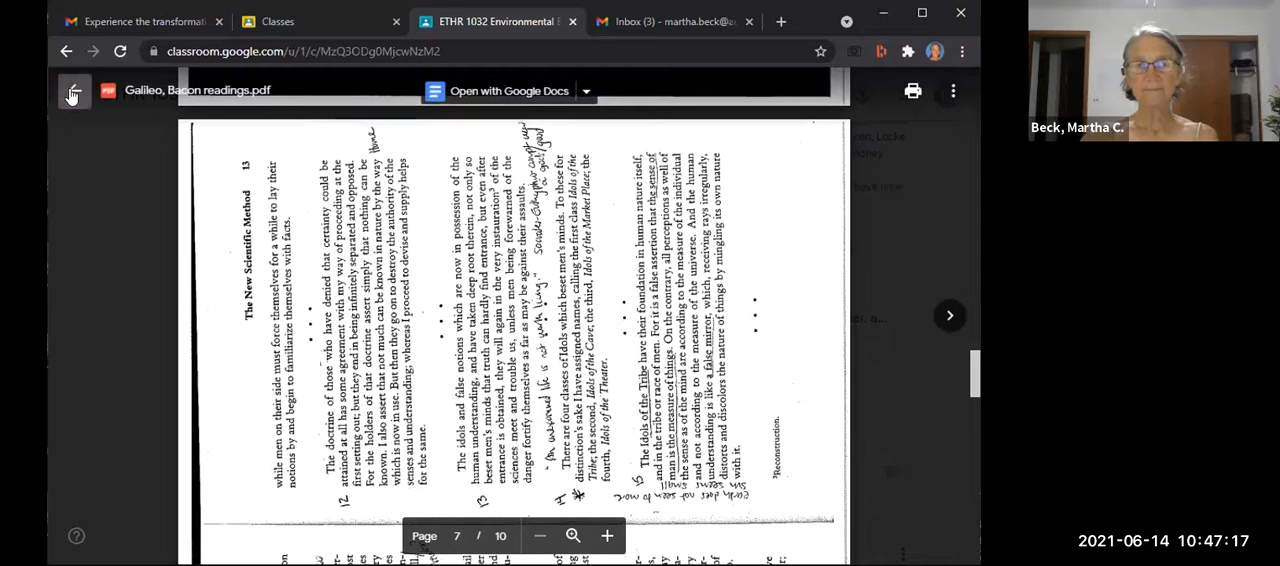 Experience the transformati
Classes
ETHR 1032 Environmental E
Inbox (3) - martha.beck@a
classroom.google.com/u/1/c/MzQ3ODg0MjcwNzM2
Galileo, Bacon readings.pdf
Open with Google Docs
The New Scientific Method 13
while men on their side must force themselves for a while to lay their
notions by and begin to familiarize themselves with facts.
12
The doctrine of those who have denied that certainty could be
attained at all has some agreement with my way of proceeding at the
first setting out; but they end in being infinitely separated and opposed.
For the holders of that doctrine assert simply that nothing can be
known. I also assert that not much can be known in nature by the way
which is now in use. But then they go on to destroy the authority of the
senses and understanding; whereas I proceed to devise and supply helps
for the same.
13
The idols and false notions which are now in possession of the
human understanding, and have taken deep root therein, not only so
beset men's minds that truth can hardly find entrance, but even after
entrance is obtained, they will again in the very instauration³ of the
sciences meet and trouble us, unless men being forewarned of the
danger fortify themselves as far as may be against their assaults.
"An unexamined life is not worth living."
There are four classes of Idols which beset men's minds. To these for
distinction's sake I have assigned names, calling the first class Idols of the
Tribe; the second, Idols of the Cave; the third, Idols of the Market Place; the
fourth, Idols of the Theater.
15
The Idols of the Tribe have their foundation in human nature itself,
and in the tribe or race of men. For it is a false assertion that the sense of
man is the measure of things. On the contrary, all perceptions as well of
the sense as of the mind are according to the measure of the individual
and not according to the measure of the universe. And the human
understanding is like a false mirror, which, receiving rays irregularly,
distorts and discolors the nature of things by mingling its own nature
with it.
Earth does not seem to move
³Reconstruction.
Page 7 / 10
Beck, Martha C.
2021-06-14 10:47:17